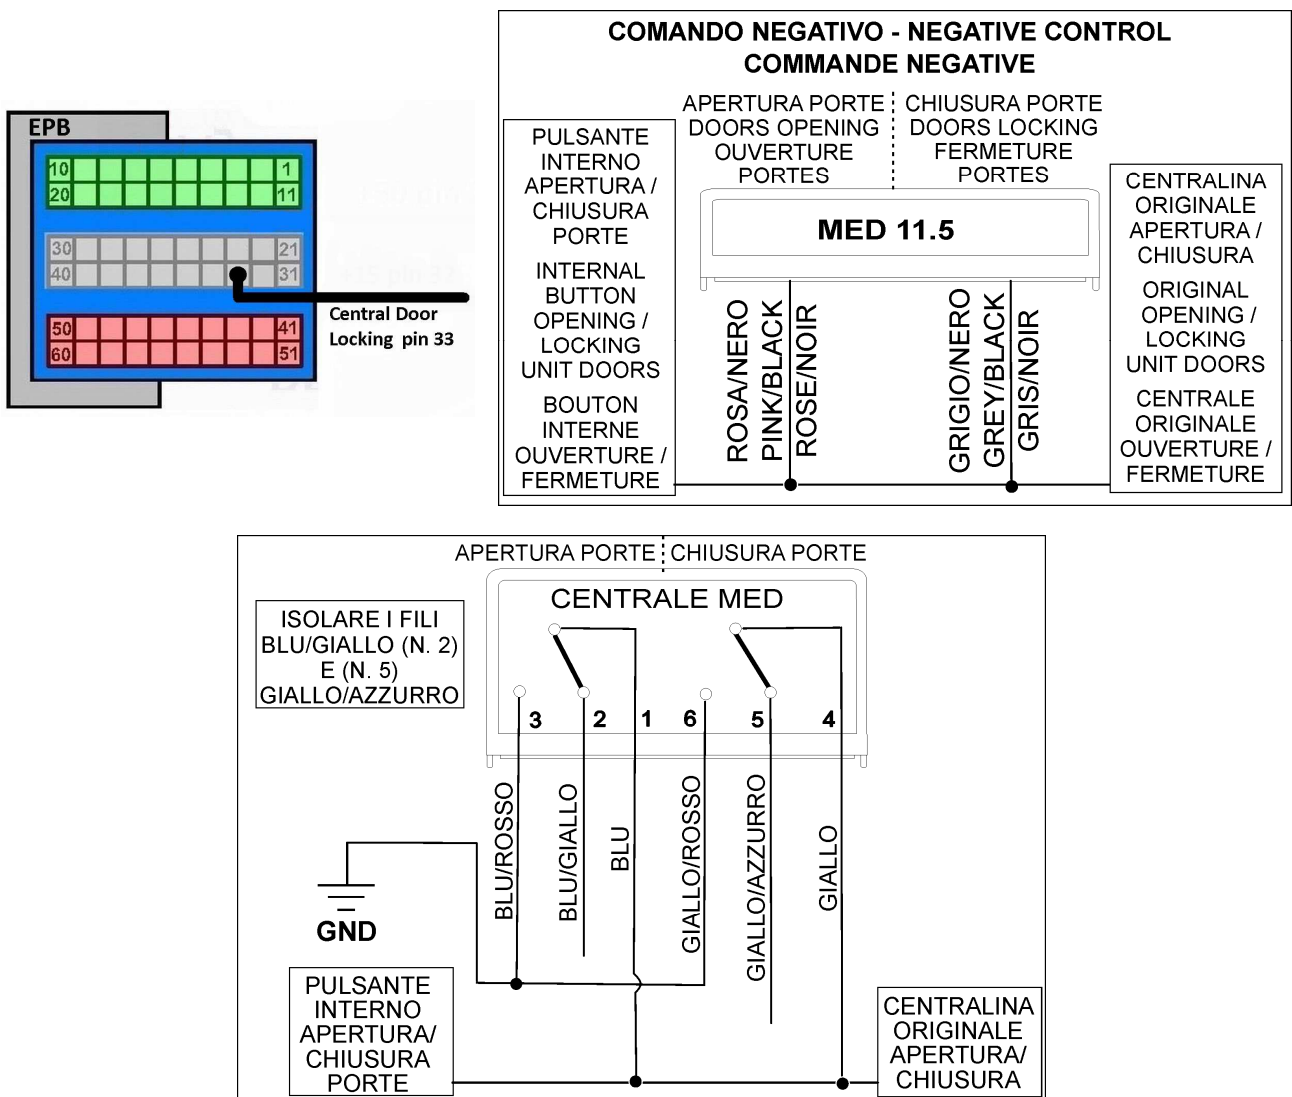 EPB
10
1
20
11
30
21
40
31
50
41
60
51
Central Door
Locking pin 33
COMANDO NEGATIVO - NEGATIVE CONTROL
COMMANDE NEGATIVE
APERTURA PORTE
DOORS OPENING
OUVERTURE
PORTES
CHIUSURA PORTE
DOORS LOCKING
FERMETURE
PORTES
PULSANTE
INTERNO
APERTURA /
CHIUSURA
PORTE
INTERNAL
BUTTON
OPENING /
LOCKING
UNIT DOORS
BOUTON
INTERNE
OUVERTURE /
FERMETURE
MED 11.5
ROSA/NERO
PINK/BLACK
ROSE/NOIR
GRIGIO/NERO
GREY/BLACK
GRIS/NOIR
CENTRALINA
ORIGINALE
APERTURA /
CHIUSURA
ORIGINAL
OPENING /
LOCKING
UNIT DOORS
CENTRALE
ORIGINALE
OUVERTURE /
FERMETURE
APERTURA PORTE
CHIUSURA PORTE
CENTRALE MED
ISOLARE I FILI
BLU/GIALLO (N. 2)
E (N. 5)
GIALLO/AZZURRO
3
2
1
6
5
4
BLU/ROSSO
BLU/GIALLO
BLU
GIALLO/ROSSO
GIALLO/AZZURRO
GIALLO
GND
PULSANTE
INTERNO
APERTURA/
CHIUSURA
PORTE
CENTRALINA
ORIGINALE
APERTURA/
CHIUSURA